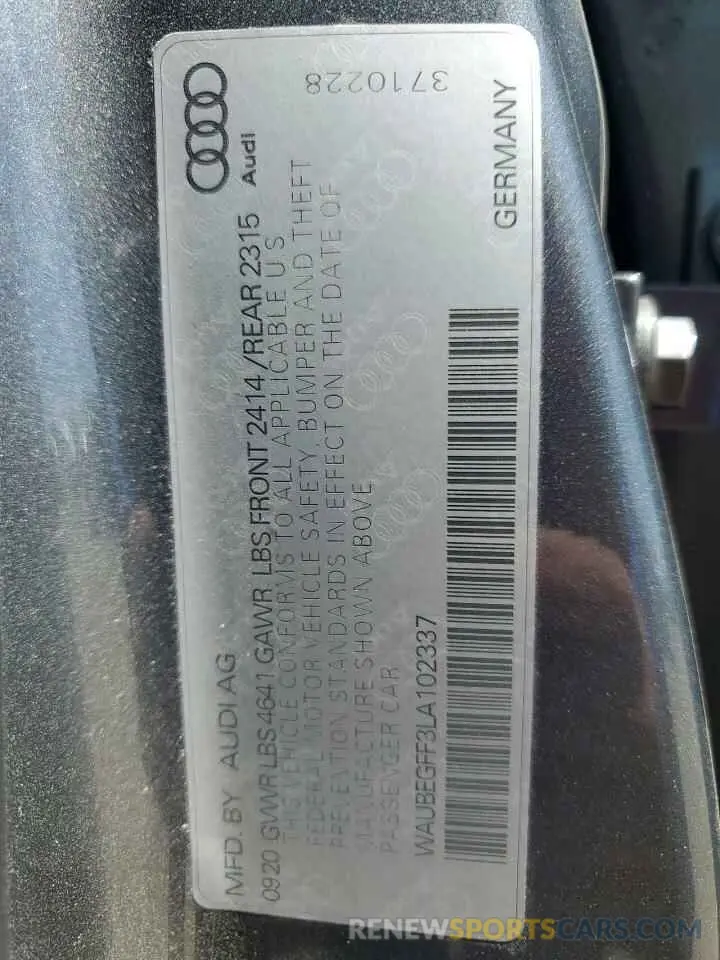 MFD. BY AUDI AG
Audi
0920 GVWR LBS 4641 GAWR LBS FRONT 2414 /REAR 2315
THIS VEHICLE CONFORMS TO ALL APPLICABLE U S
FEDERAL MOTOR VEHICLE SAFETY, BUMPER AND THEFT
PREVENTION STANDARDS IN EFFECT ON THE DATE OF
MANUFACTURE SHOWN ABOVE
PASSENGER CAR
3710228
WAUBEGFF3LA102337
GERMANY
RENEWSPORTSCARS.COM